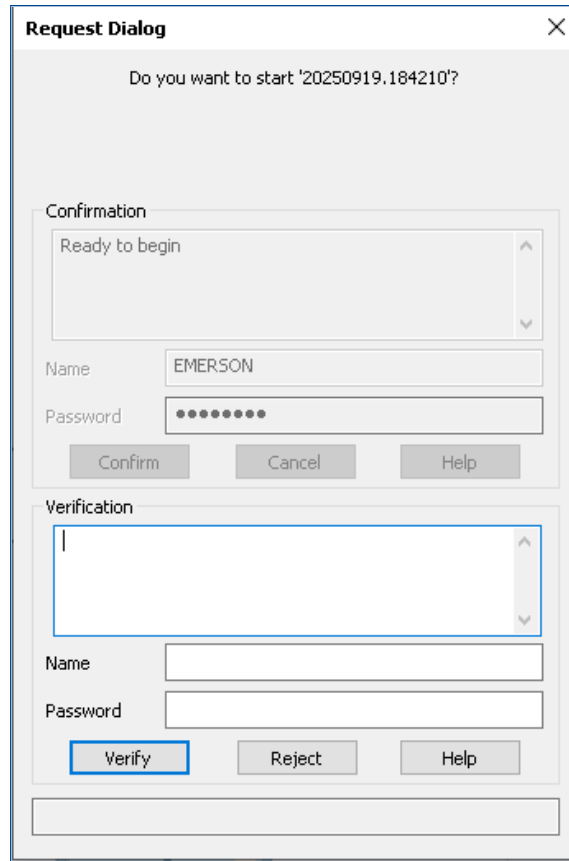 Request Dialog
Do you want to start '20250919.184210'?
Confirmation
Ready to begin
Name EMERSON
Password ●●●●●●●●
Confirm Cancel Help
Verification
Name
Password
Verify Reject Help